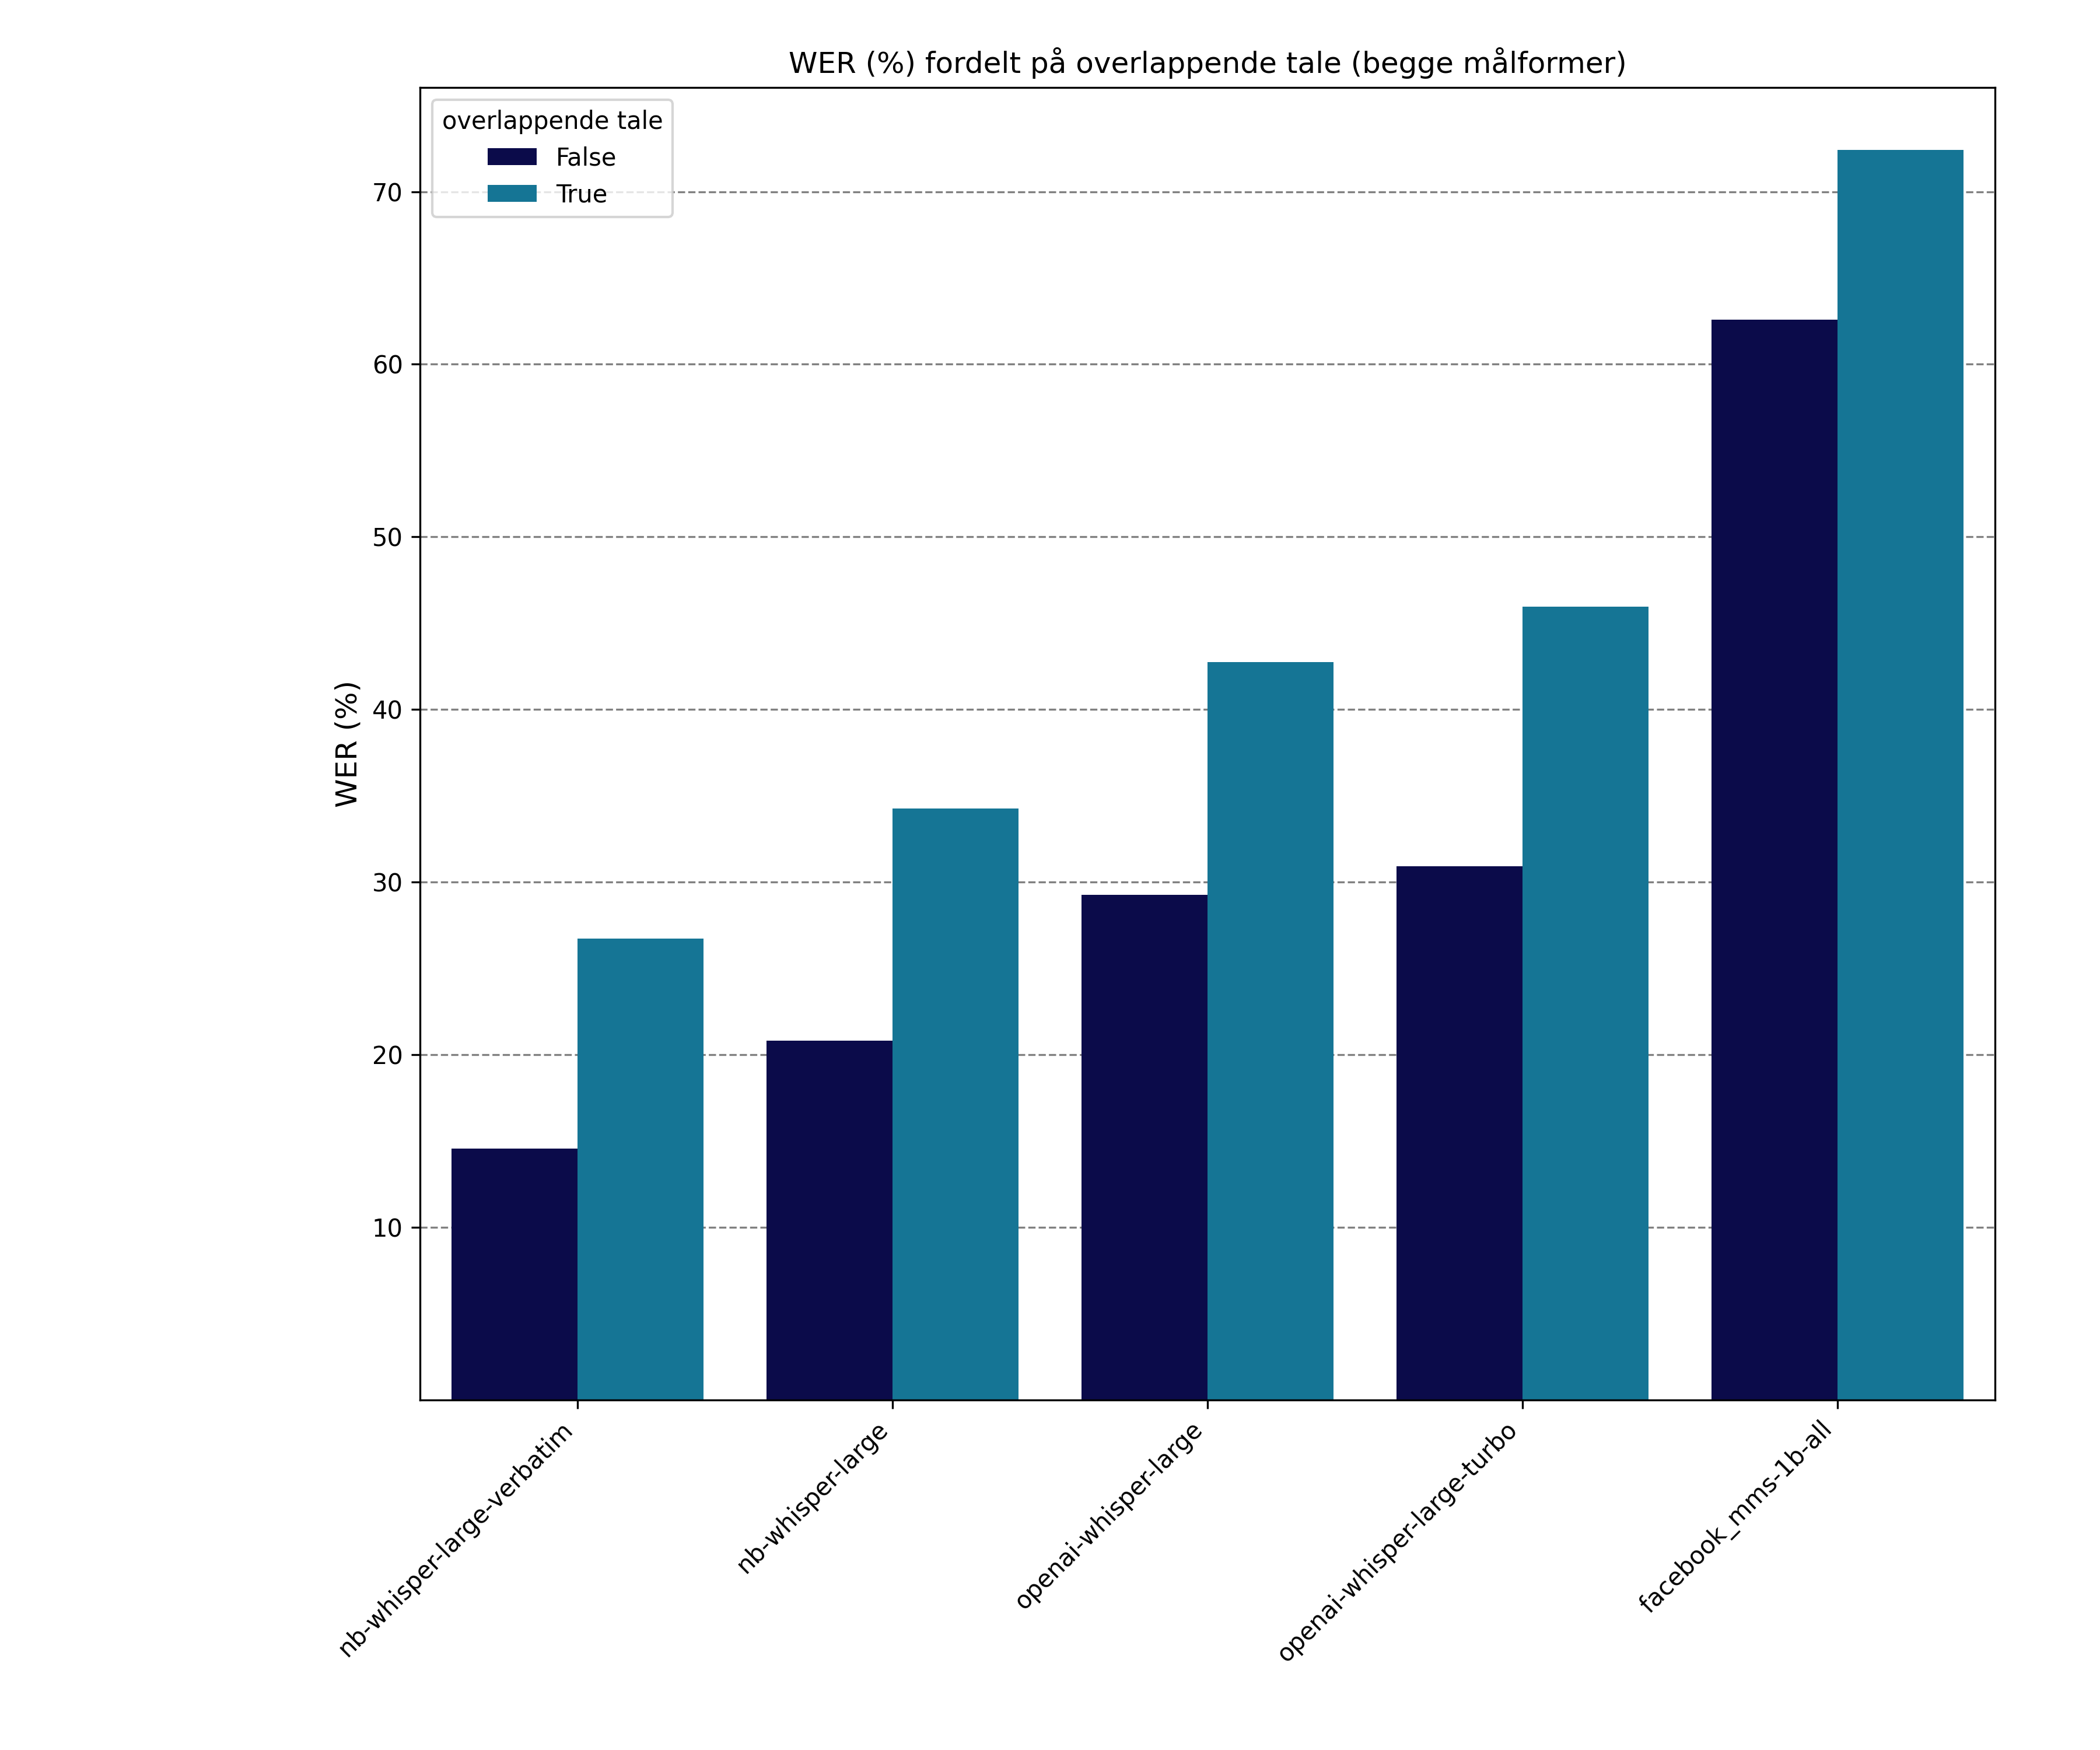 WER (%) fordelt på overlappende tale (begge målformer)
overlappende tale
False
True
WER (%)
70
60
50
40
30
20
10
nb-whisper-large-verbatim
nb-whisper-large
openai-whisper-large
openai-whisper-large-turbo
facebook_mms-1b-all